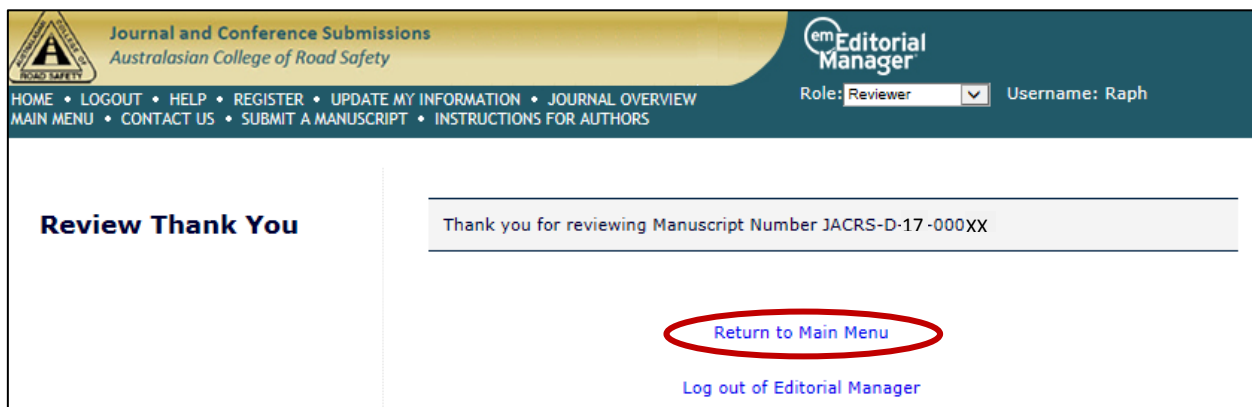 Journal and Conference Submissions
Australasian College of Road Safety
ROAD SAFETY
em Editorial
Manager
HOME • LOGOUT • HELP • REGISTER • UPDATE MY INFORMATION • JOURNAL OVERVIEW
MAIN MENU • CONTACT US • SUBMIT A MANUSCRIPT • INSTRUCTIONS FOR AUTHORS
Role: Reviewer Username: Raph
Review Thank You
Thank you for reviewing Manuscript Number JACRS-D-17-000XX
Return to Main Menu
Log out of Editorial Manager